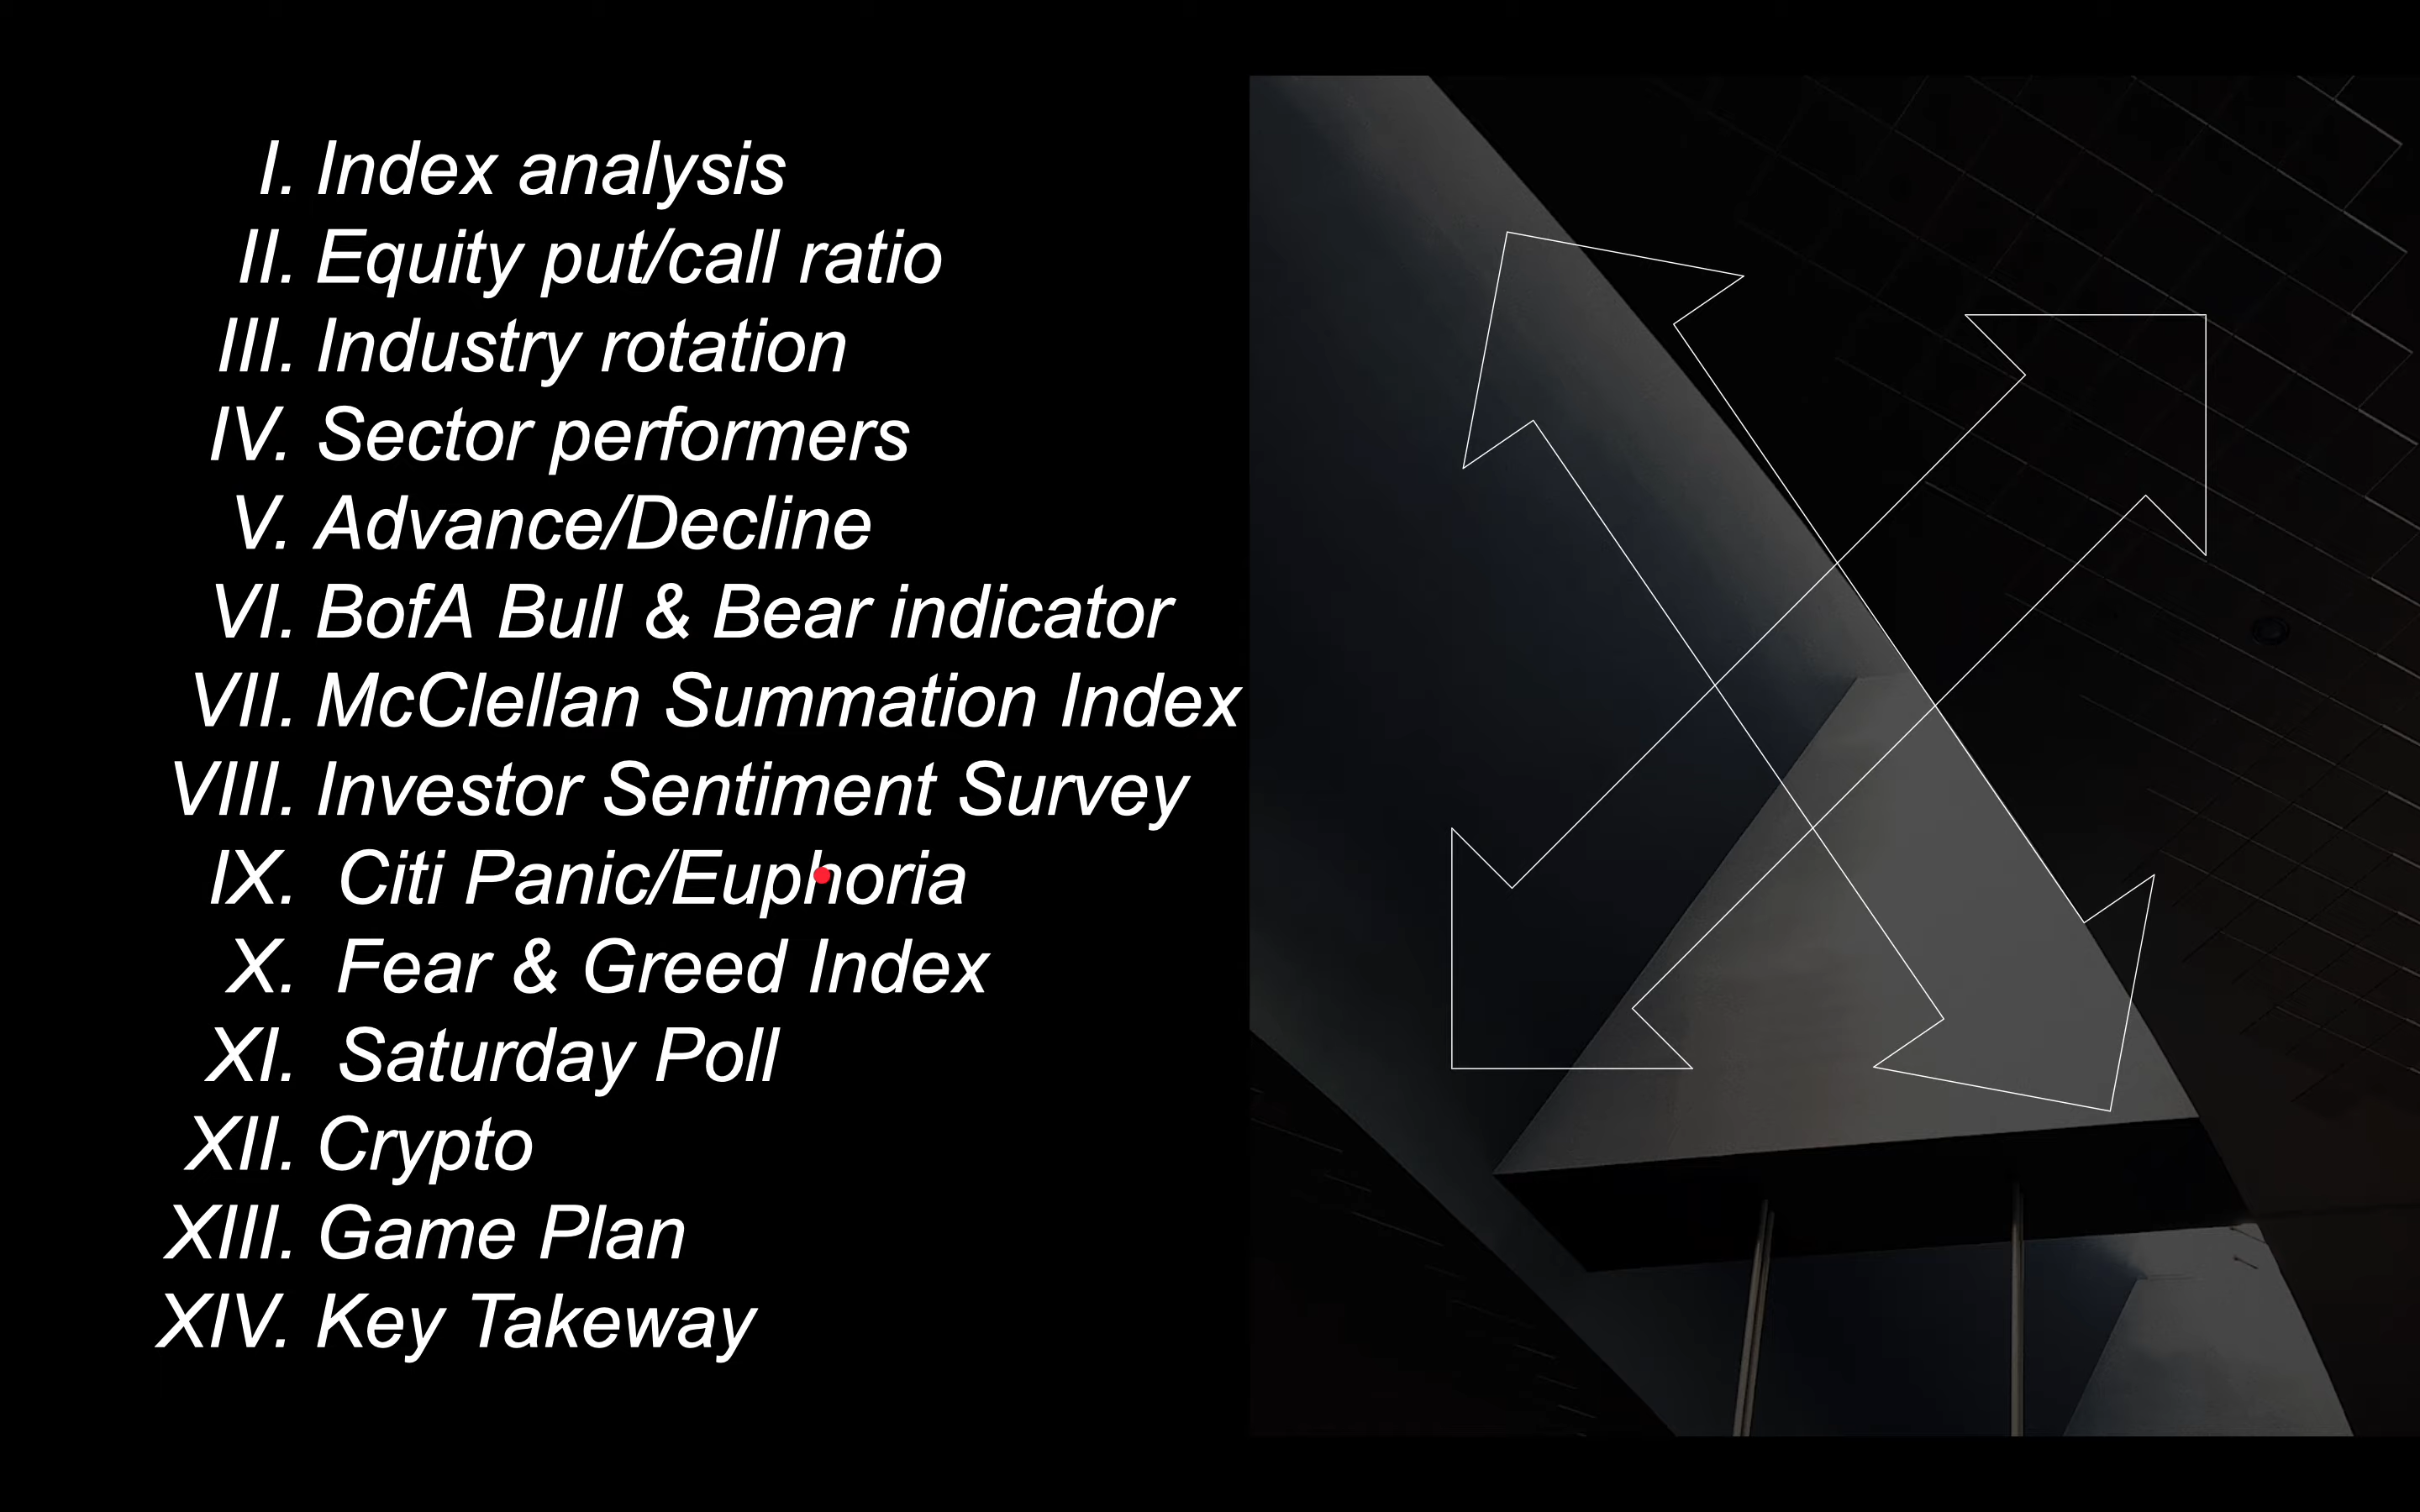 I. Index analysis
II. Equity put/call ratio
III. Industry rotation
IV. Sector performers
V. Advance/Decline
VI. BofA Bull & Bear indicator
VII. McClellan Summation Index
VIII. Investor Sentiment Survey
IX. Citi Panic/Euphoria
X. Fear & Greed Index
XI. Saturday Poll
XII. Crypto
XIII. Game Plan
XIV. Key Takeway